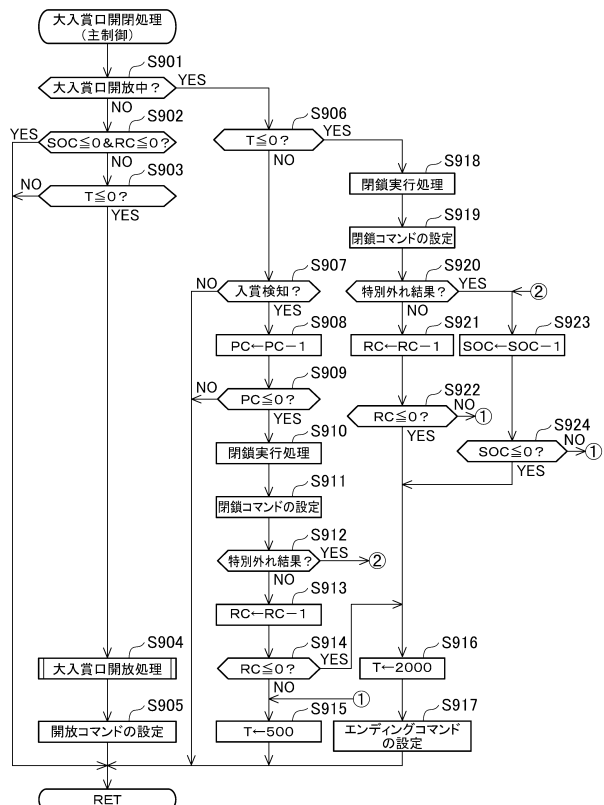 大入賞口開閉処理
(主制御)
S901
大入賞口開放中?
YES
NO
S902
SOC≦0&RC≦0?
YES
NO
S903
T≦0?
NO
YES
S904
大入賞口開放処理
S905
開放コマンドの設定
RET
S906
T≦0?
YES
NO
S907
入賞検知?
NO
YES
S908
PC←PC-1
S909
PC≦0?
NO
YES
S910
閉鎖実行処理
S911
閉鎖コマンドの設定
S912
特別外れ結果?
YES
②
NO
S913
RC←RC-1
S914
RC≦0?
YES
NO
①
S915
T←500
S918
閉鎖実行処理
S919
閉鎖コマンドの設定
S920
特別外れ結果?
YES
②
NO
S921
RC←RC-1
S922
RC≦0?
NO
①
YES
S923
SOC←SOC-1
S924
SOC≦0?
NO
①
YES
S916
T←2000
S917
エンディングコマンド
の設定